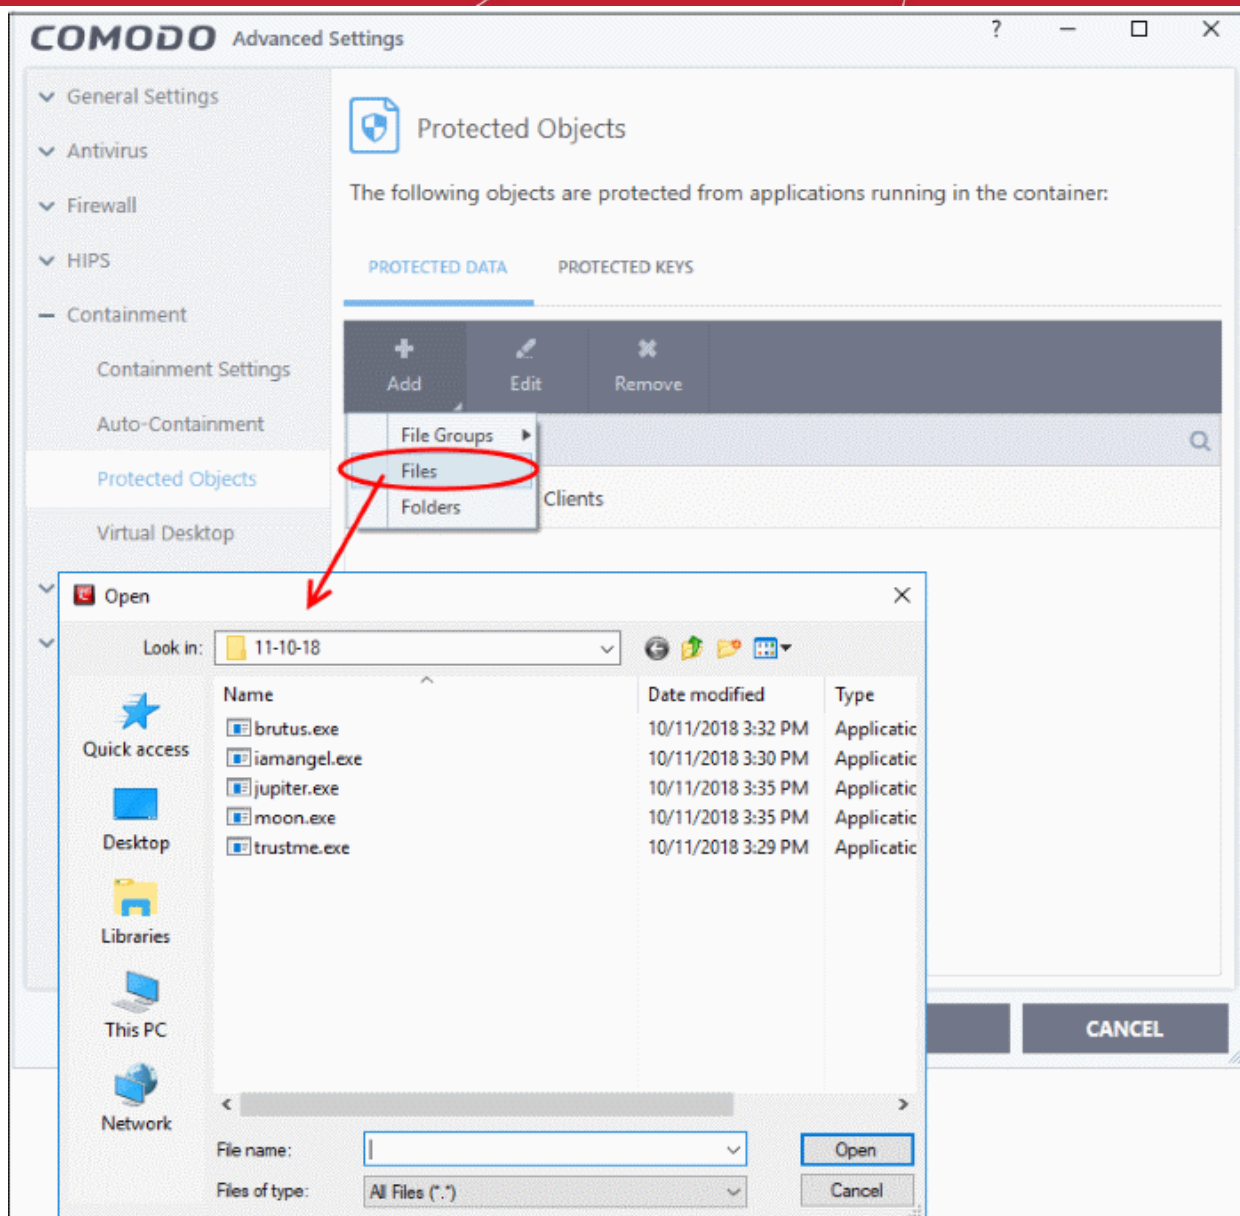 COMODO Advanced Settings
?
General Settings
Antivirus
Firewall
HIPS
Containment
Containment Settings
Auto-Containment
Protected Objects
Virtual Desktop
Protected Objects
The following objects are protected from applications running in the container:
PROTECTED DATA PROTECTED KEYS
Add Edit Remove
File Groups
Files
Folders
Clients
Open
Look in: 11-10-18
Name Date modified Type
brutus.exe 10/11/2018 3:32 PM Applicatic
iamangel.exe 10/11/2018 3:30 PM Applicatic
jupiter.exe 10/11/2018 3:35 PM Applicatic
moon.exe 10/11/2018 3:35 PM Applicatic
trustme.exe 10/11/2018 3:29 PM Applicatic
Quick access
Desktop
Libraries
This PC
Network
File name: Open
Files of type: All Files (*.*) Cancel
CANCEL